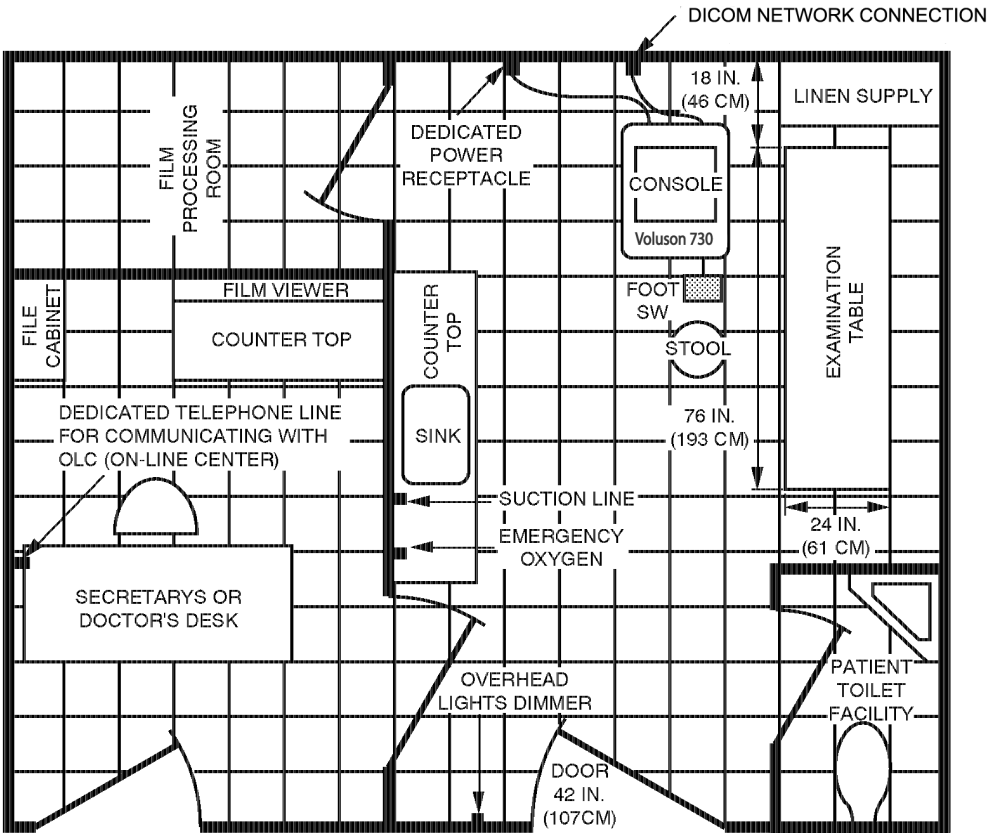 DICOM NETWORK CONNECTION
18 IN.
(46 CM)
LINEN SUPPLY
FILM
PROCESSING
ROOM
DEDICATED
POWER
RECEPTACLE
CONSOLE
Voluson 730
FILM VIEWER
COUNTER TOP
FILE
CABINET
COUNTER
TOP
FOOT
SW
STOOL
EXAMINATION
TABLE
DEDICATED TELEPHONE LINE
FOR COMMUNICATING WITH
OLC (ON-LINE CENTER)
SINK
76 IN.
(193 CM)
SUCTION LINE
EMERGENCY
OXYGEN
24 IN.
(61 CM)
SECRETARYS OR
DOCTOR'S DESK
OVERHEAD
LIGHTS DIMMER
PATIENT
TOILET
FACILITY
DOOR
42 IN.
(107CM)